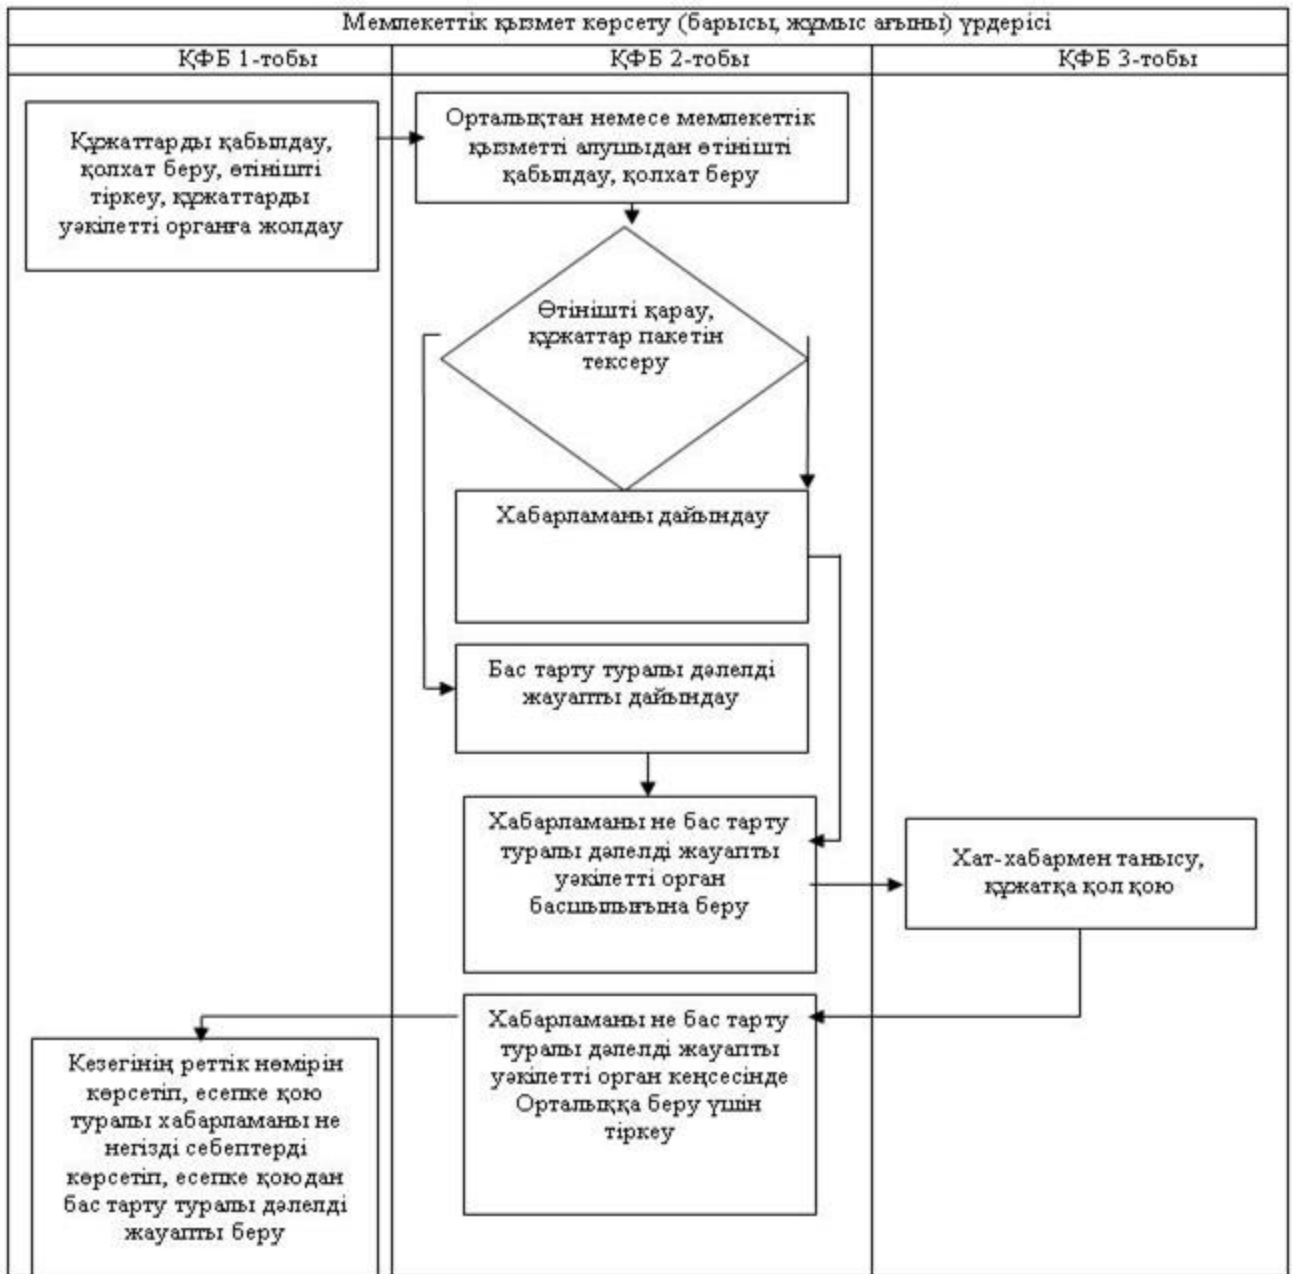 Мемлекеттік қызмет көрсету (барысы, жұмыс ағыны) үрдерісі
ҚФБ 1-тобы
ҚФБ 2-тобы
ҚФБ 3-тобы
Құжаттарды қабылдау,
қолхат беру, өтінішті
тіркеу, құжаттарды
уәкілетті органға жолдау
Орталықтан немесе мемлекеттік
қызметті алушыдан өтінішті
қабылдау, қолхат беру
Өтінішті қарау,
құжаттар пакетін
тексеру
Хабарламаны дайындау
Бас тарту туралы дәлелді
жауапты дайындау
Хабарламаны не бас тарту
туралы дәлелді жауапты
уәкілетті орган
басшылығына беру
Хат-хабармен танысу,
құжатқа қол қою
Хабарламаны не бас тарту
туралы дәлелді жауапты
уәкілетті орган кеңсесінде
Орталыққа беру үшін
тіркеу
Кезегінің реттік нөмірін
көрсетіп, есепке қою
туралы хабарламаны не
негізді себептерді
көрсетіп, есепке қоюдан
бас тарту туралы дәлелді
жауапты беру